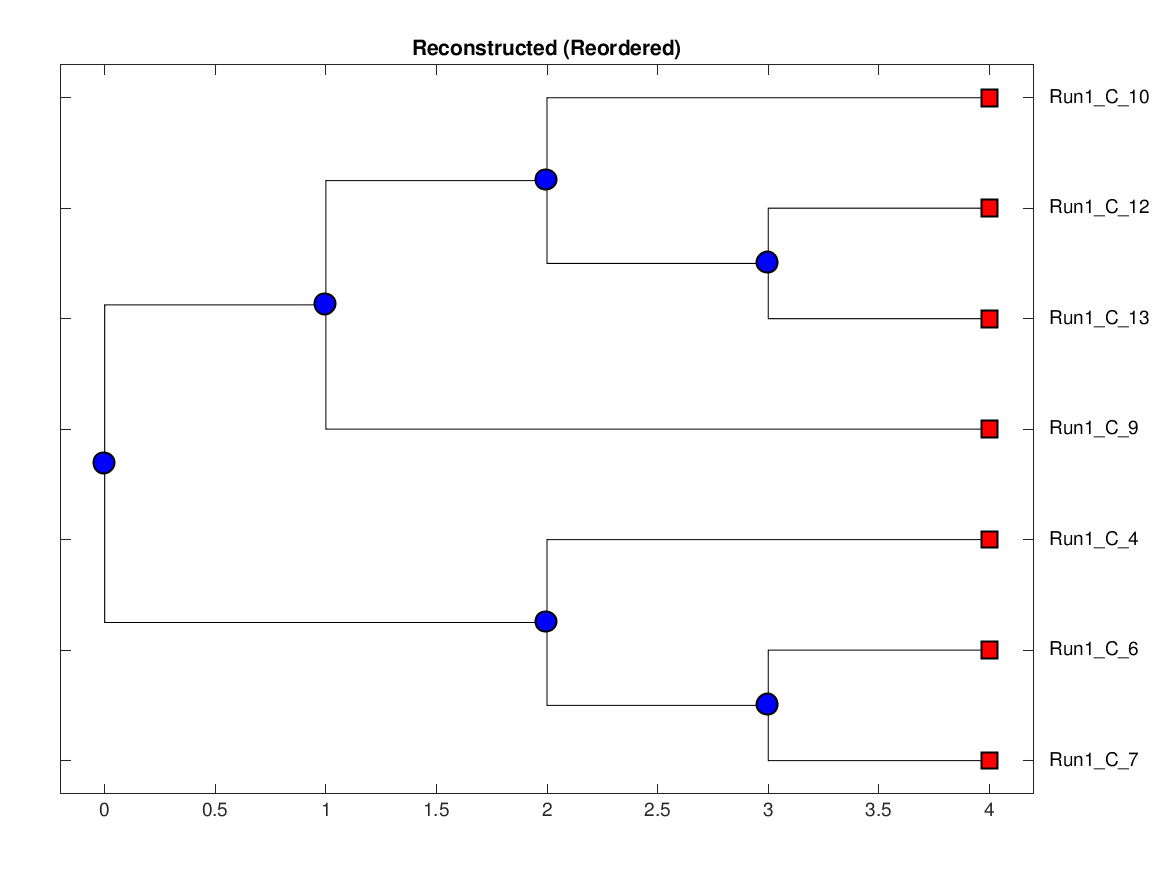 Reconstructed (Reordered)
Run1_C_10
Run1_C_12
Run1_C_13
Run1_C_9
Run1_C_4
Run1_C_6
Run1_C_7
0 0.5 1 1.5 2 2.5 3 3.5 4